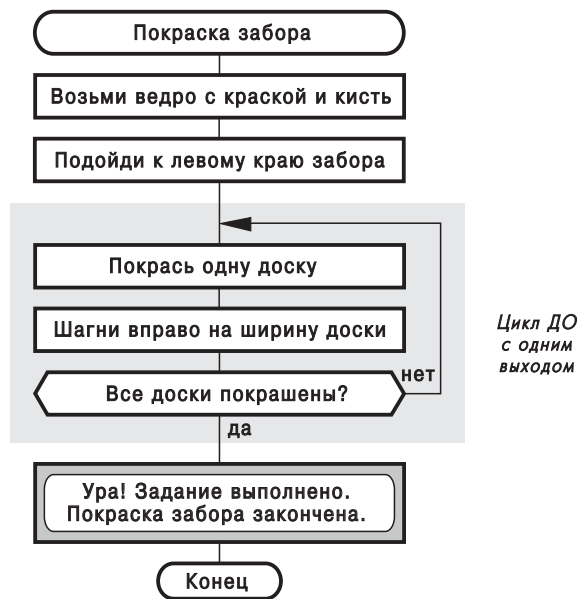 Покраска забора
Возьми ведро с краской и кисть
Подойди к левому краю забора
Покрась одну доску
Шагни вправо на ширину доски
Все доски покрашены?
нет
да
Цикл ДО
с одним
выходом
Ура! Задание выполнено.
Покраска забора закончена.
Конец